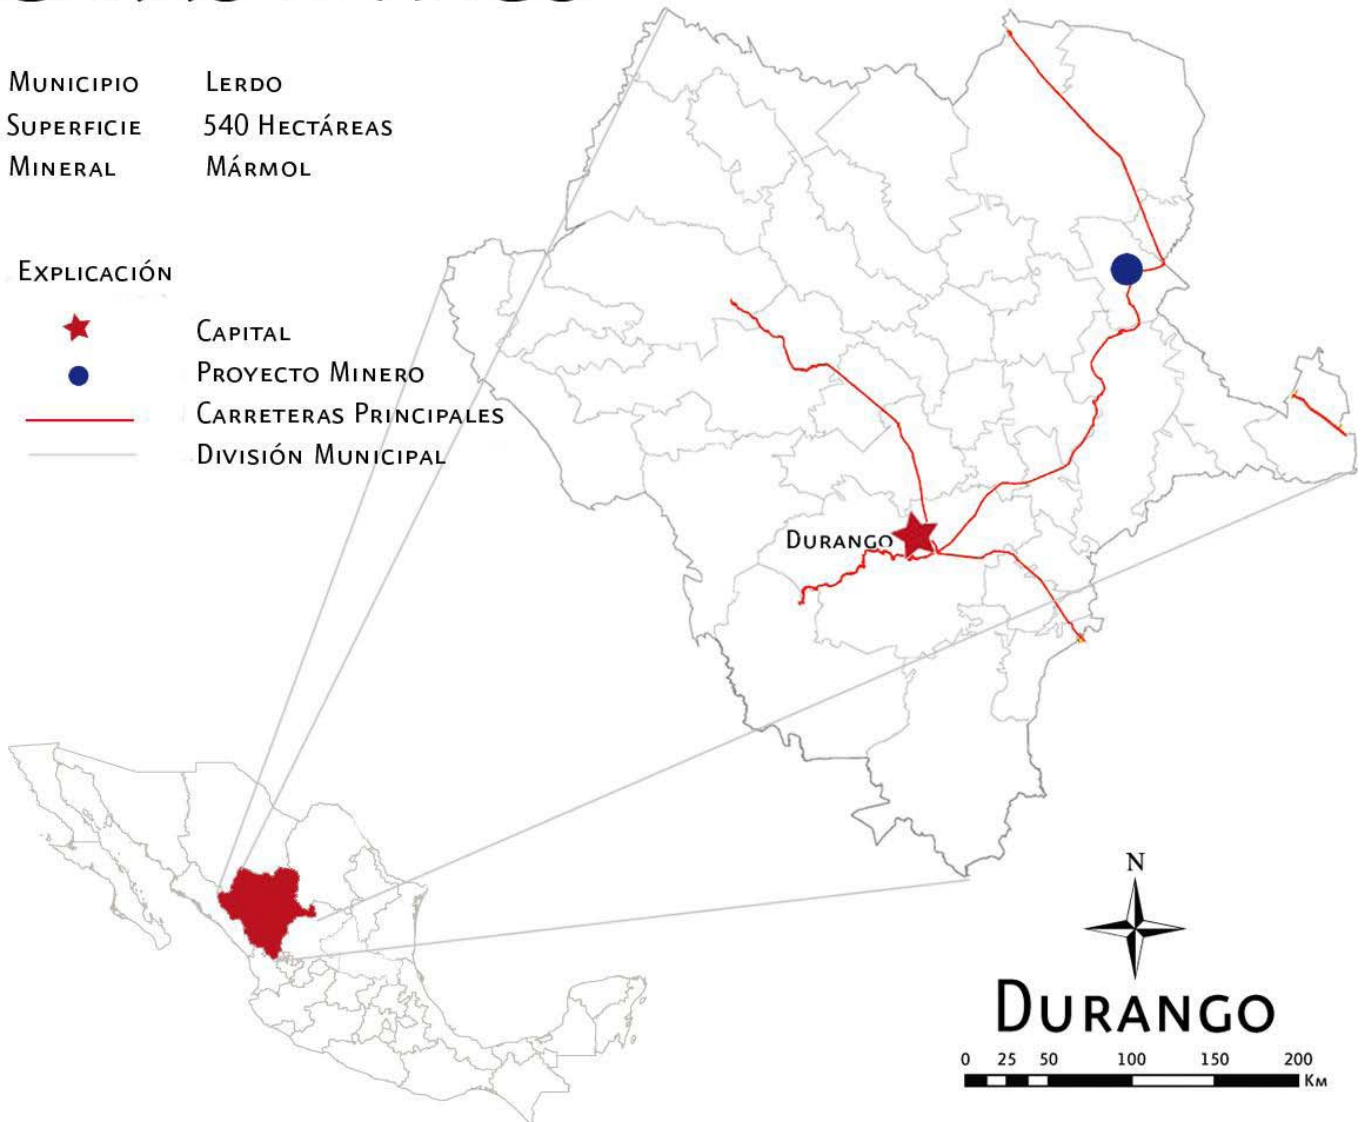 MUNICIPIO LERDO
SUPERFICIE 540 HECTÁREAS
MINERAL MÁRMOL
EXPLICACIÓN
CAPITAL
PROYECTO MINERO
CARRETERAS PRINCIPALES
DIVISIÓN MUNICIPAL
DURANGO
N
DURANGO
0 25 50 100 150 200
KM